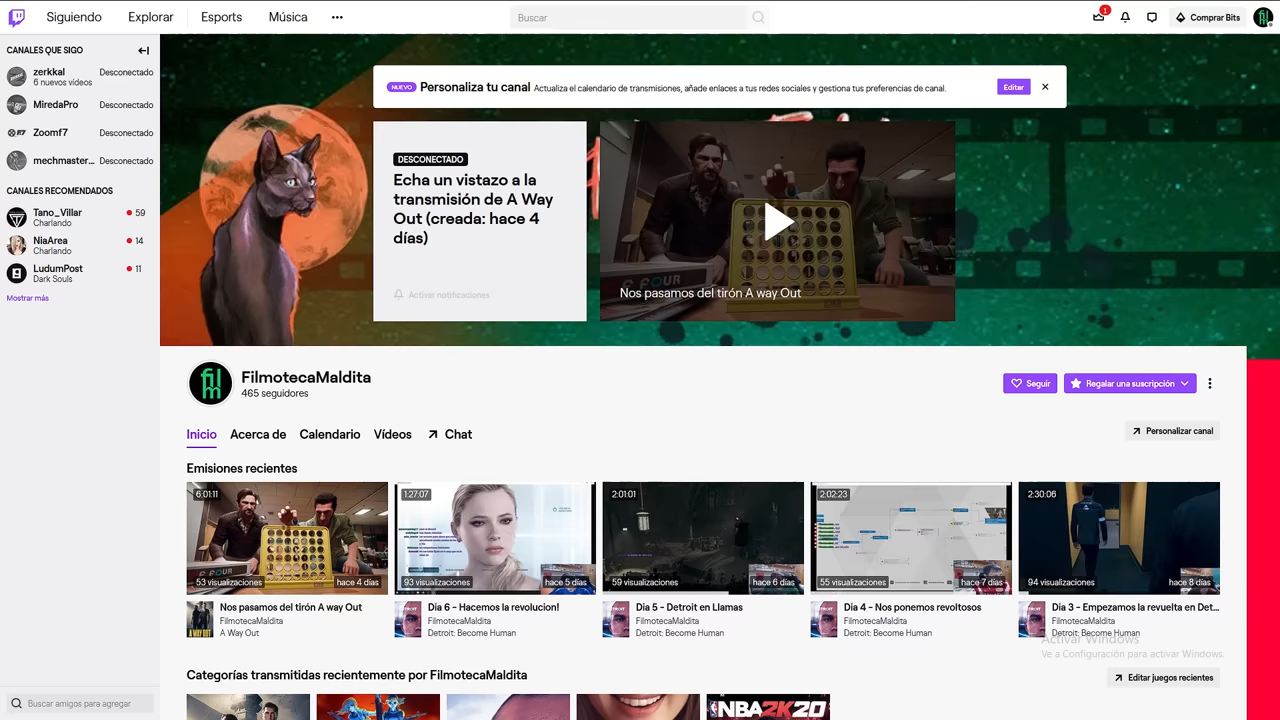 Siguiendo
Explorar
Esports
Música
Buscar
1
Comprar Bits
CANALES QUE SIGO
zerkkal
Desconectado
6 nuevos vídeos
MiredaPro
Desconectado
Zoomf7
Desconectado
mechmaster...
Desconectado
CANALES RECOMENDADOS
Tano_Villar
59
Charlando
NiaArea
14
Charlando
LudumPost
11
Dark Souls
Mostrar más
Buscar amigos para agregar
NUEVO
Personaliza tu canal
Actualiza el calendario de transmisiones, añade enlaces a tus redes sociales y gestiona tus preferencias de canal.
Editar
DESCONECTADO
Echa un vistazo a la
transmisión de A Way
Out (creada: hace 4
días)
Activar notificaciones
Nos pasamos del tirón A way Out
FilmotecaMaldita
465 seguidores
Seguir
Regalar una suscripción
Inicio
Acerca de
Calendario
Vídeos
Chat
Personalizar canal
Emisiones recientes
6:01:11
53 visualizaciones
hace 4 días
Nos pasamos del tirón A way Out
FilmotecaMaldita
A Way Out
1:27:07
93 visualizaciones
hace 5 días
Dia 6 - Hacemos la revolucion!
FilmotecaMaldita
Detroit: Become Human
2:01:01
59 visualizaciones
hace 6 días
Dia 5 - Detroit en Llamas
FilmotecaMaldita
Detroit: Become Human
2:02:23
55 visualizaciones
hace 7 días
Dia 4 - Nos ponemos revoltosos
FilmotecaMaldita
Detroit: Become Human
2:30:06
94 visualizaciones
hace 8 días
Dia 3 - Empezamos la revuelta en Det...
FilmotecaMaldita
Detroit: Become Human
Activar Windows
Ve a Configuración para activar Windows.
Categorías transmitidas recientemente por FilmotecaMaldita
Editar juegos recientes
NBA2K20